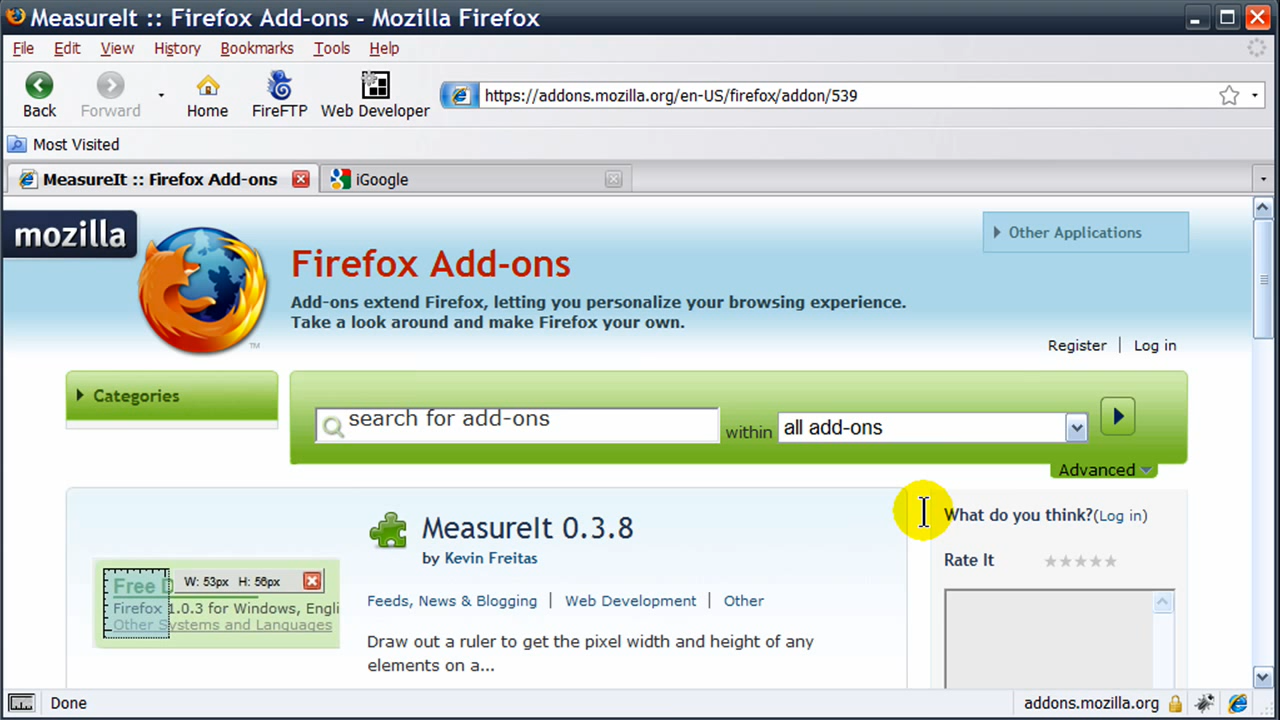 MeasureIt :: Firefox Add-ons - Mozilla Firefox
File Edit View History Bookmarks Tools Help
Back Forward Home FireFTP Web Developer https://addons.mozilla.org/en-US/firefox/addon/539
Most Visited
MeasureIt :: Firefox Add-ons iGoogle
mozilla
Other Applications
Firefox Add-ons
Add-ons extend Firefox, letting you personalize your browsing experience.
Take a look around and make Firefox your own.
TM
Register | Log in
Categories
search for add-ons within all add-ons
Advanced
MeasureIt 0.3.8
by Kevin Freitas
What do you think?(Log in)
Rate It
Free D W: 53px H: 56px
Firefox 1.0.3 for Windows, Engli
Other Systems and Languages
Feeds, News & Blogging | Web Development | Other
Draw out a ruler to get the pixel width and height of any
elements on a...
Done addons.mozilla.org